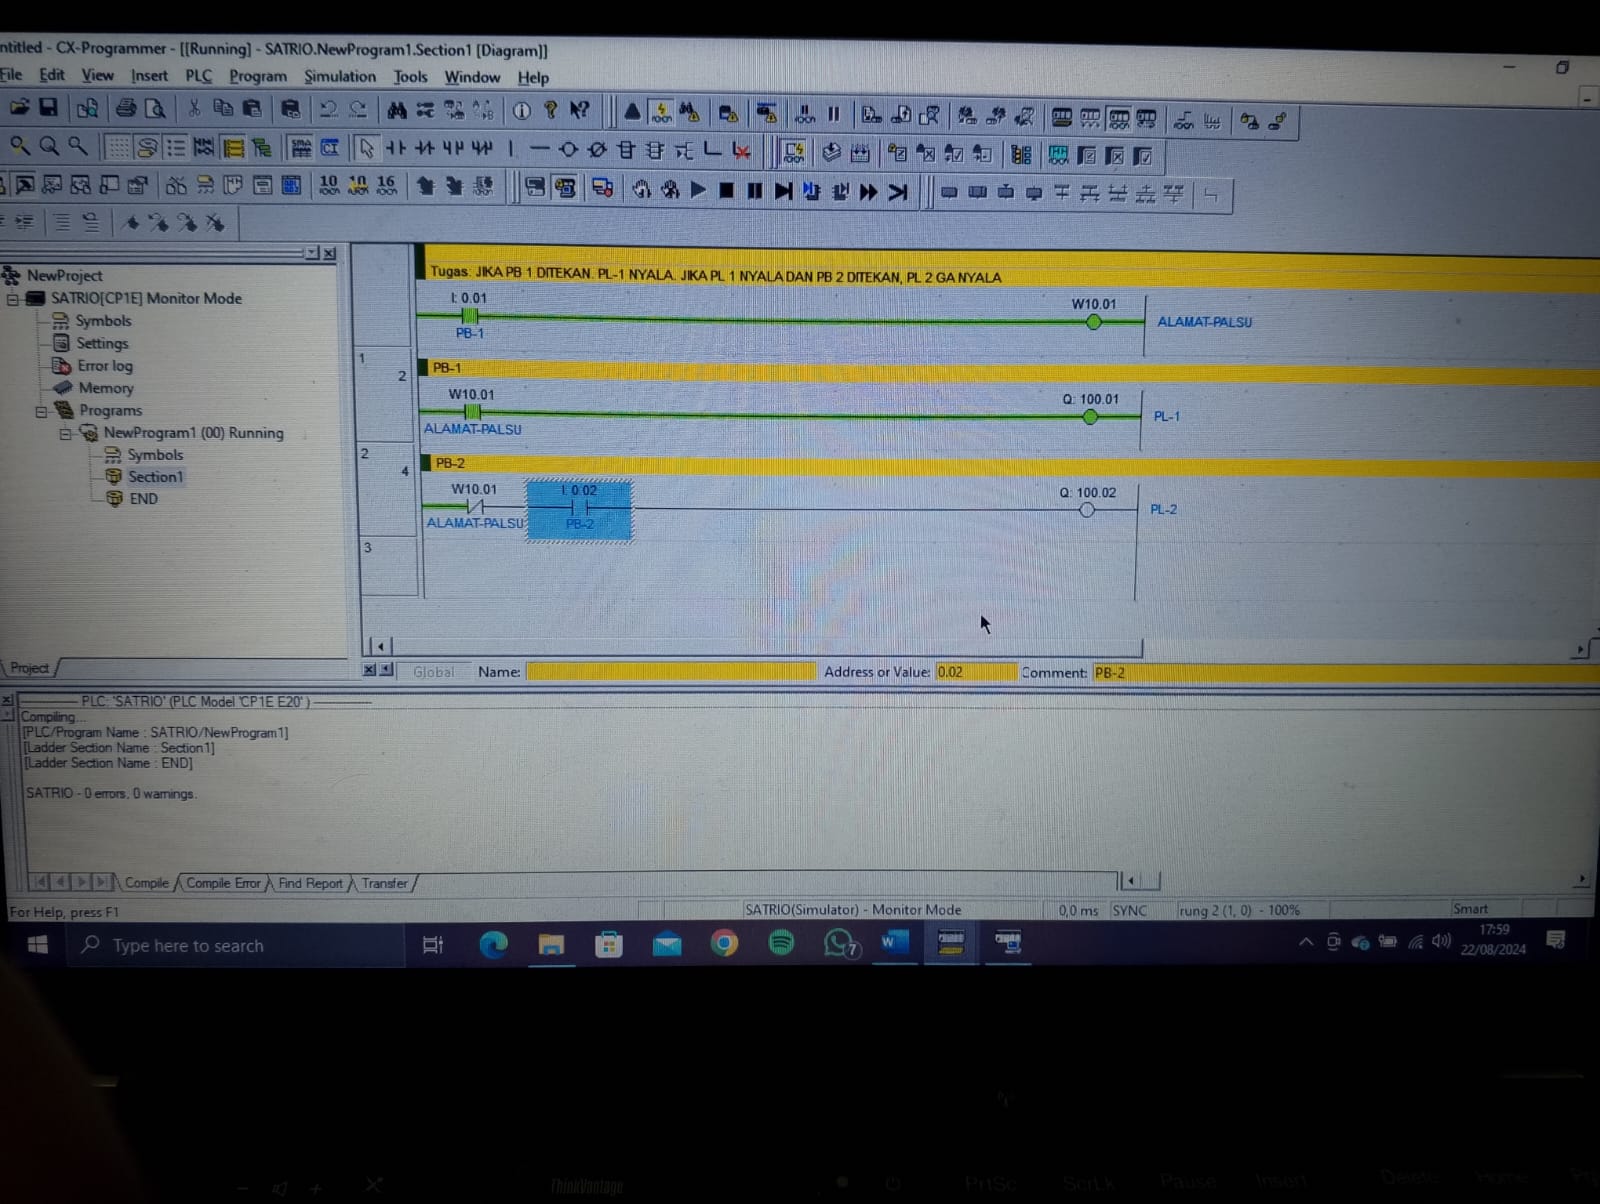 ntitled - CX-Programmer - [[Running] - SATRIO.NewProgram1.Section1 [Diagram]]
File Edit View Insert PLC Program Simulation Tools Window Help
10 10 16
NewProject
SATRIO[CP1E] Monitor Mode
Symbols
Settings
Error log
Memory
Programs
NewProgram1 (00) Running
Symbols
Section1
END
Project
Tugas: JIKA PB 1 DITEKAN. PL-1 NYALA. JIKA PL 1 NYALA DAN PB 2 DITEKAN, PL 2 GA NYALA
I: 0.01
W10.01
PB-1
ALAMAT-PALSU
1
2
PB-1
W10.01
Q: 100.01
ALAMAT-PALSU
PL-1
2
4
PB-2
W10.01
I: 0.02
Q: 100.02
ALAMAT-PALSU
PB-2
PL-2
3
Global Name: Address or Value: 0.02 Comment: PB-2
PLC: 'SATRIO' (PLC Model 'CP1E E20')
Compiling...
[PLC/Program Name : SATRIO/NewProgram1]
[Ladder Section Name : Section1]
[Ladder Section Name : END]
SATRIO - 0 errors, 0 warnings.
Compile Compile Error Find Report Transfer
For Help, press F1
SATRIO(Simulator) - Monitor Mode
0,0 ms SYNC rung 2 (1, 0) - 100% Smart
Type here to search
7
17:59
22/08/2024
ThinkVantage
PrtSc ScrLk Pause Insert Delete Home